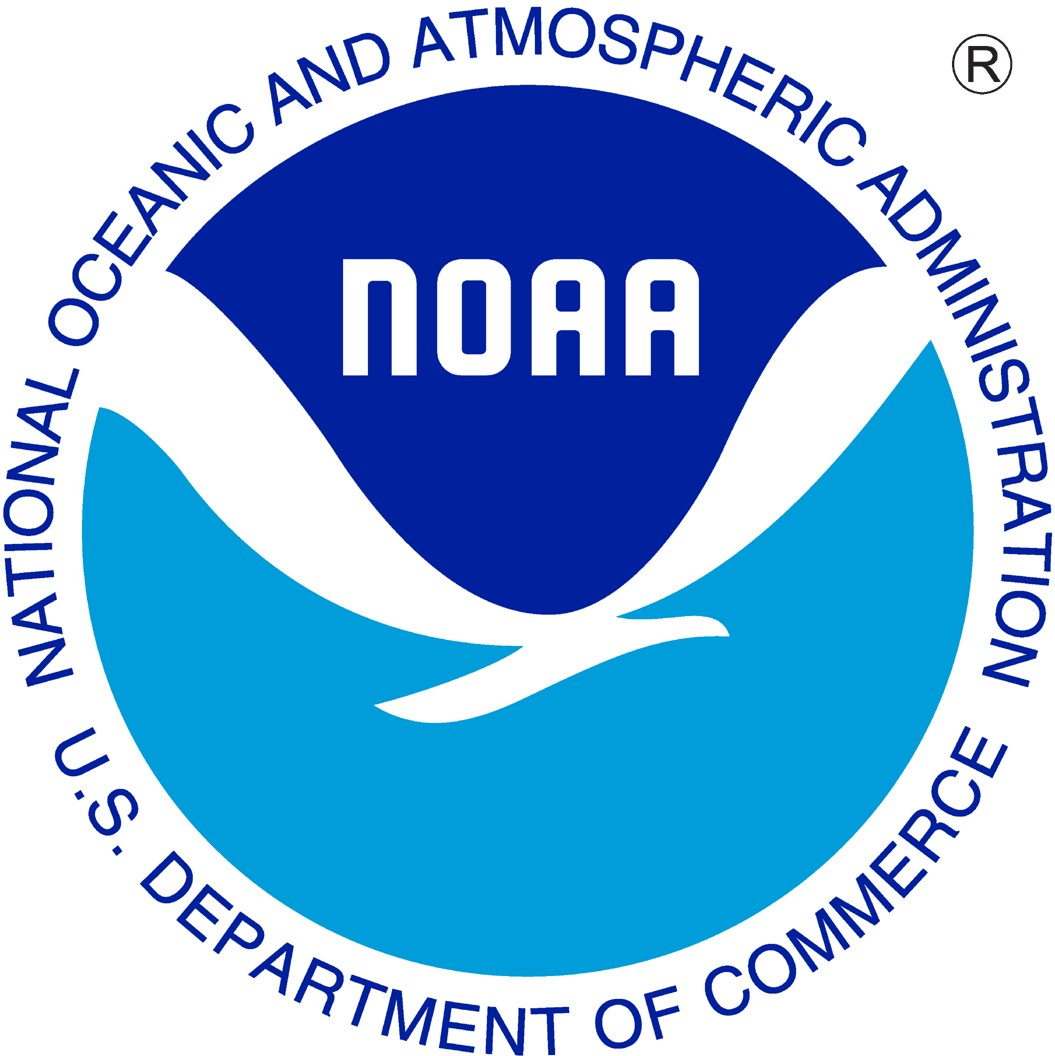 NATIONAL OCEANIC AND ATMOSPHERIC ADMINISTRATION
®
NOAA
U.S. DEPARTMENT OF COMMERCE